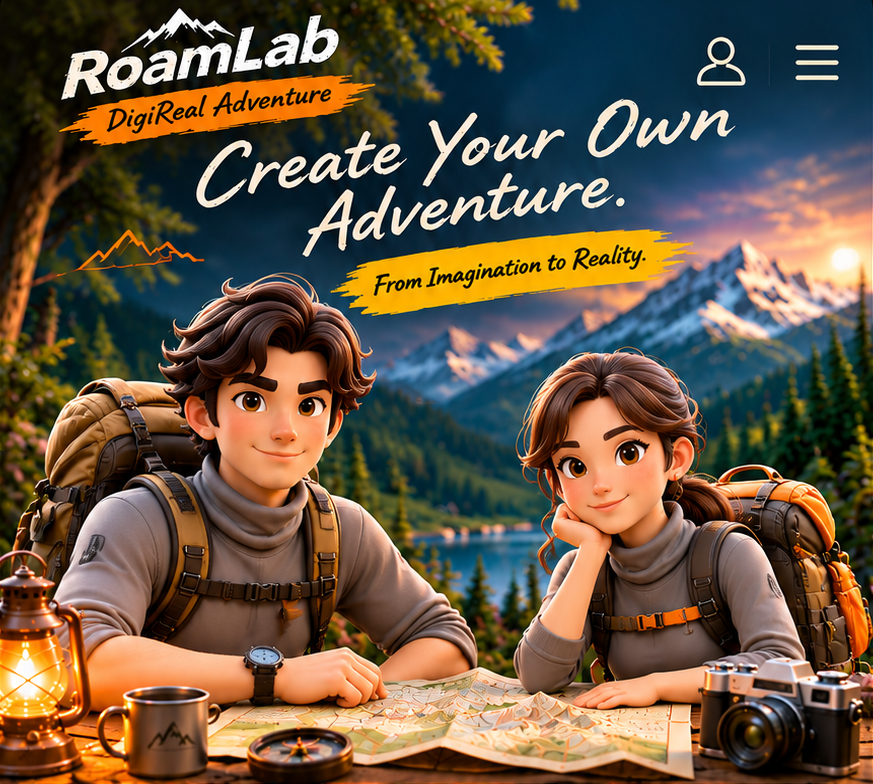 RoamLab
DigiReal Adventure
Create Your Own
Adventure.
From Imagination to Reality.